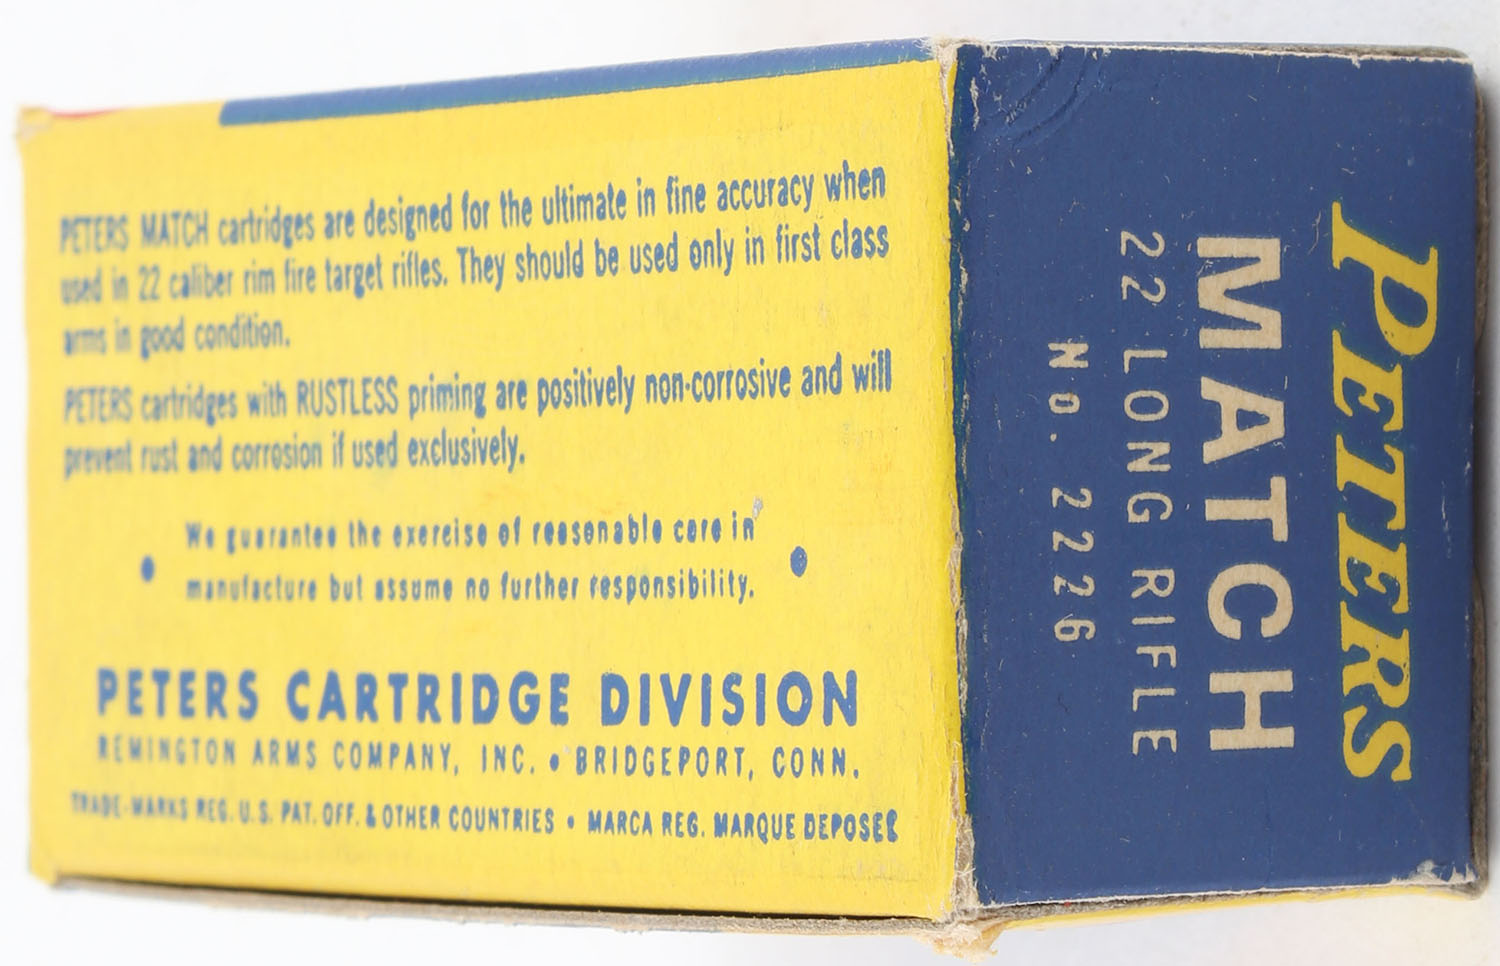 PETERS MATCH cartridges are designed for the ultimate in fine accuracy when
used in 22 caliber rim fire target rifles. They should be used only in first class
arms in good condition.
PETERS cartridges with RUSTLESS priming are positively non-corrosive and will
prevent rust and corrosion if used exclusively.
We guarantee the exercise of reasonable care in
• manufacture but assume no further responsibility. •
PETERS CARTRIDGE DIVISION
REMINGTON ARMS COMPANY, INC. • BRIDGEPORT, CONN.
TRADE-MARKS REG. U.S. PAT. OFF. & OTHER COUNTRIES • MARCA REG. MARQUE DEPOSEE
PETERS
MATCH
22 LONG RIFLE
No. 2226